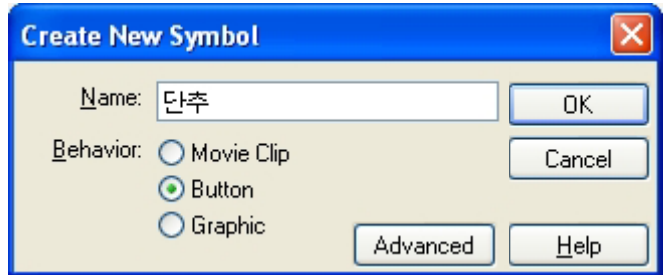 Create New Symbol
Name: 단추 OK
Behavior: Movie Clip Cancel
Button
Graphic
Advanced Help